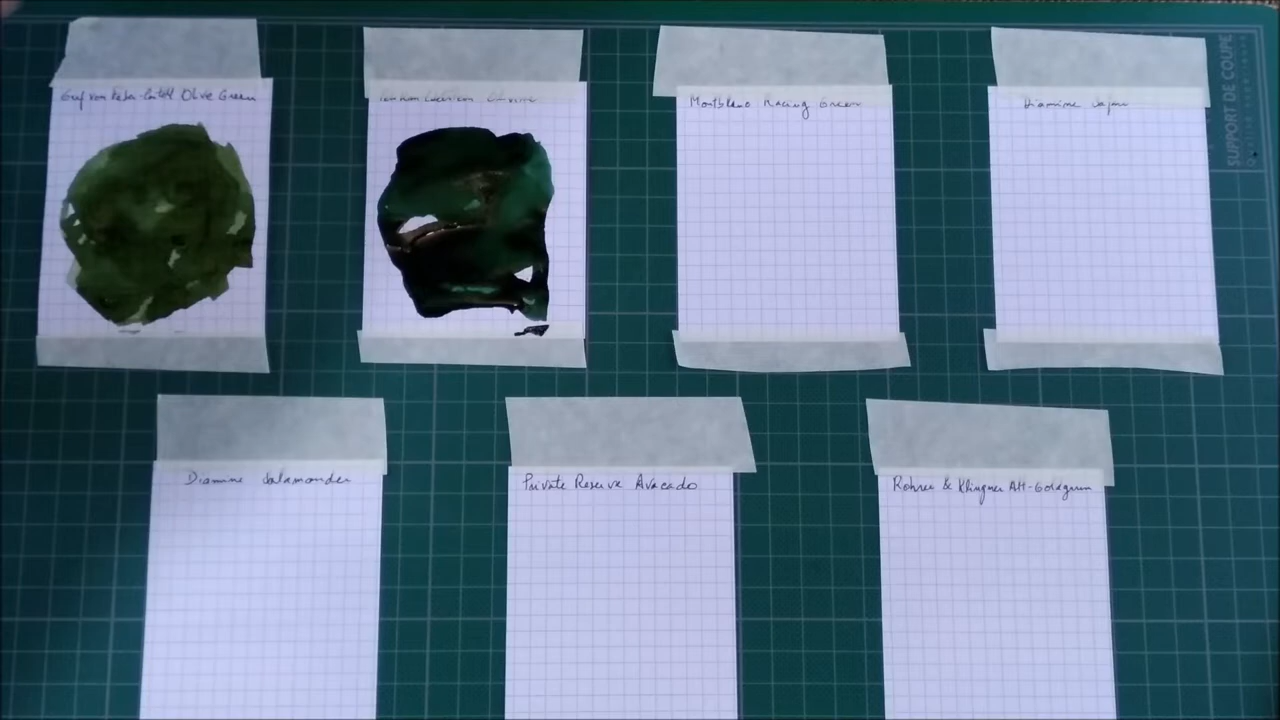 Graf von Faber-Castell Olive Green
Montblanc Racing Green
Diamine Safari
SUPPORT DE COUPE
Diamine Salamander
Private Reserve Avocado
Rohrer & Klingner Alt-Goldgrün